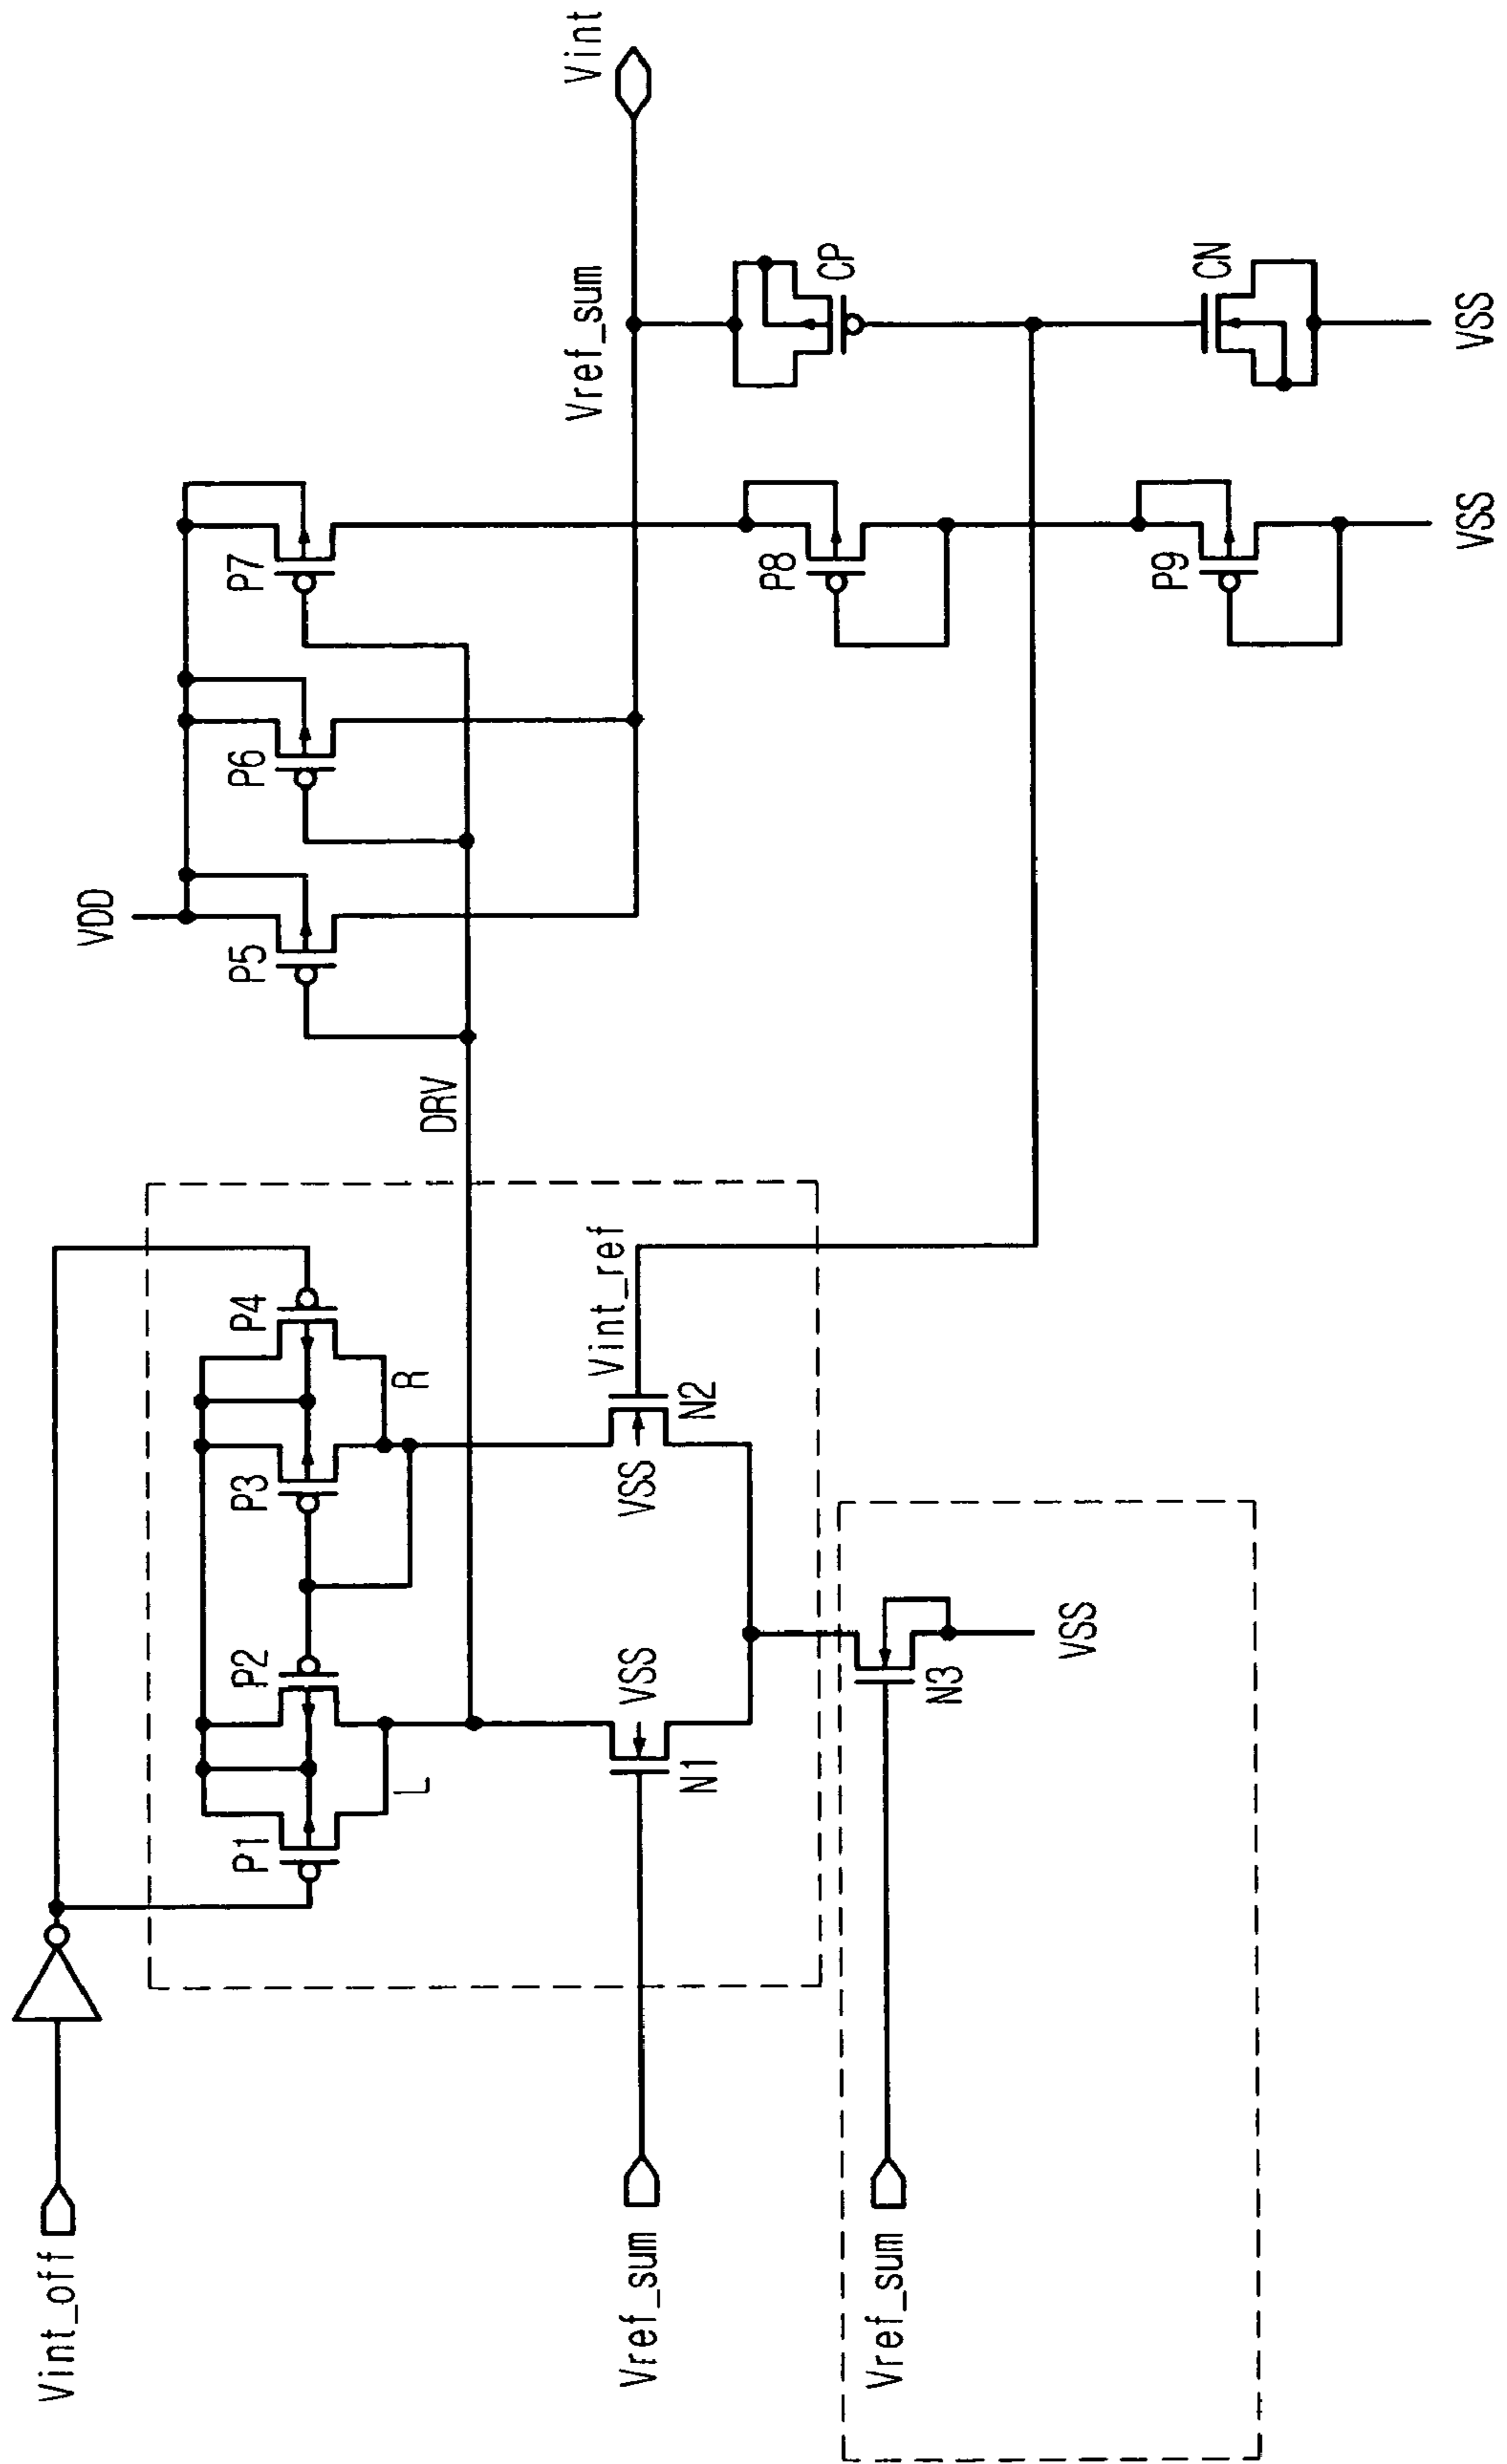 Vint_off
VDD
P5
P6
P7
P1
P2
P3
P4
L
R
DRV
Vref_sum
Vint
Vref_sum
N1
VSS
VSS
N2
Vint_ref
P8
CP
Vref_sum
N3
VSS
P9
CN
VSS
VSS